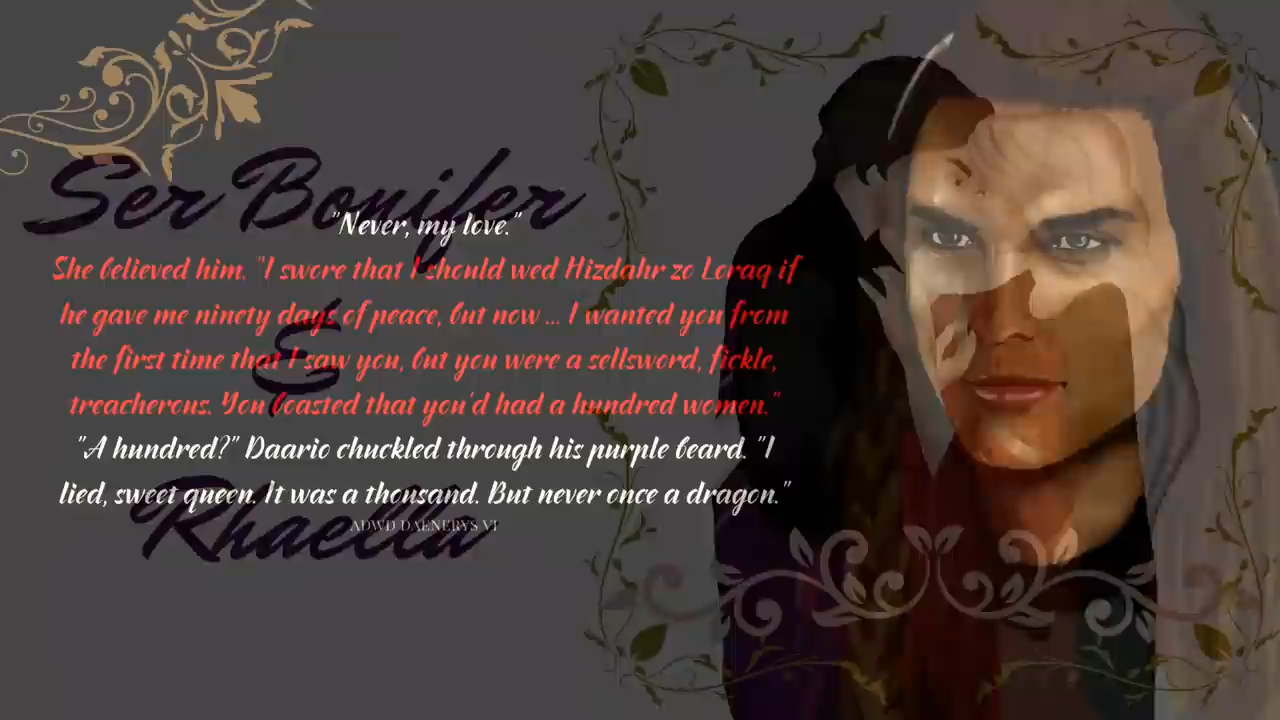 Ser Bonifer
"Never, my love."
She believed him. "I swore that I should wed Hizdahr zo Loraq if
he gave me ninety days of peace, but now ... I wanted you from
&
the first time that I saw you, but you were a sellsword, fickle,
treacherous. You boasted that you'd had a hundred women."
"A hundred?" Daario chuckled through his purple beard. "I
lied, sweet queen. It was a thousand. But never once a dragon."
Rhaella
ADWD DAENERYS VI